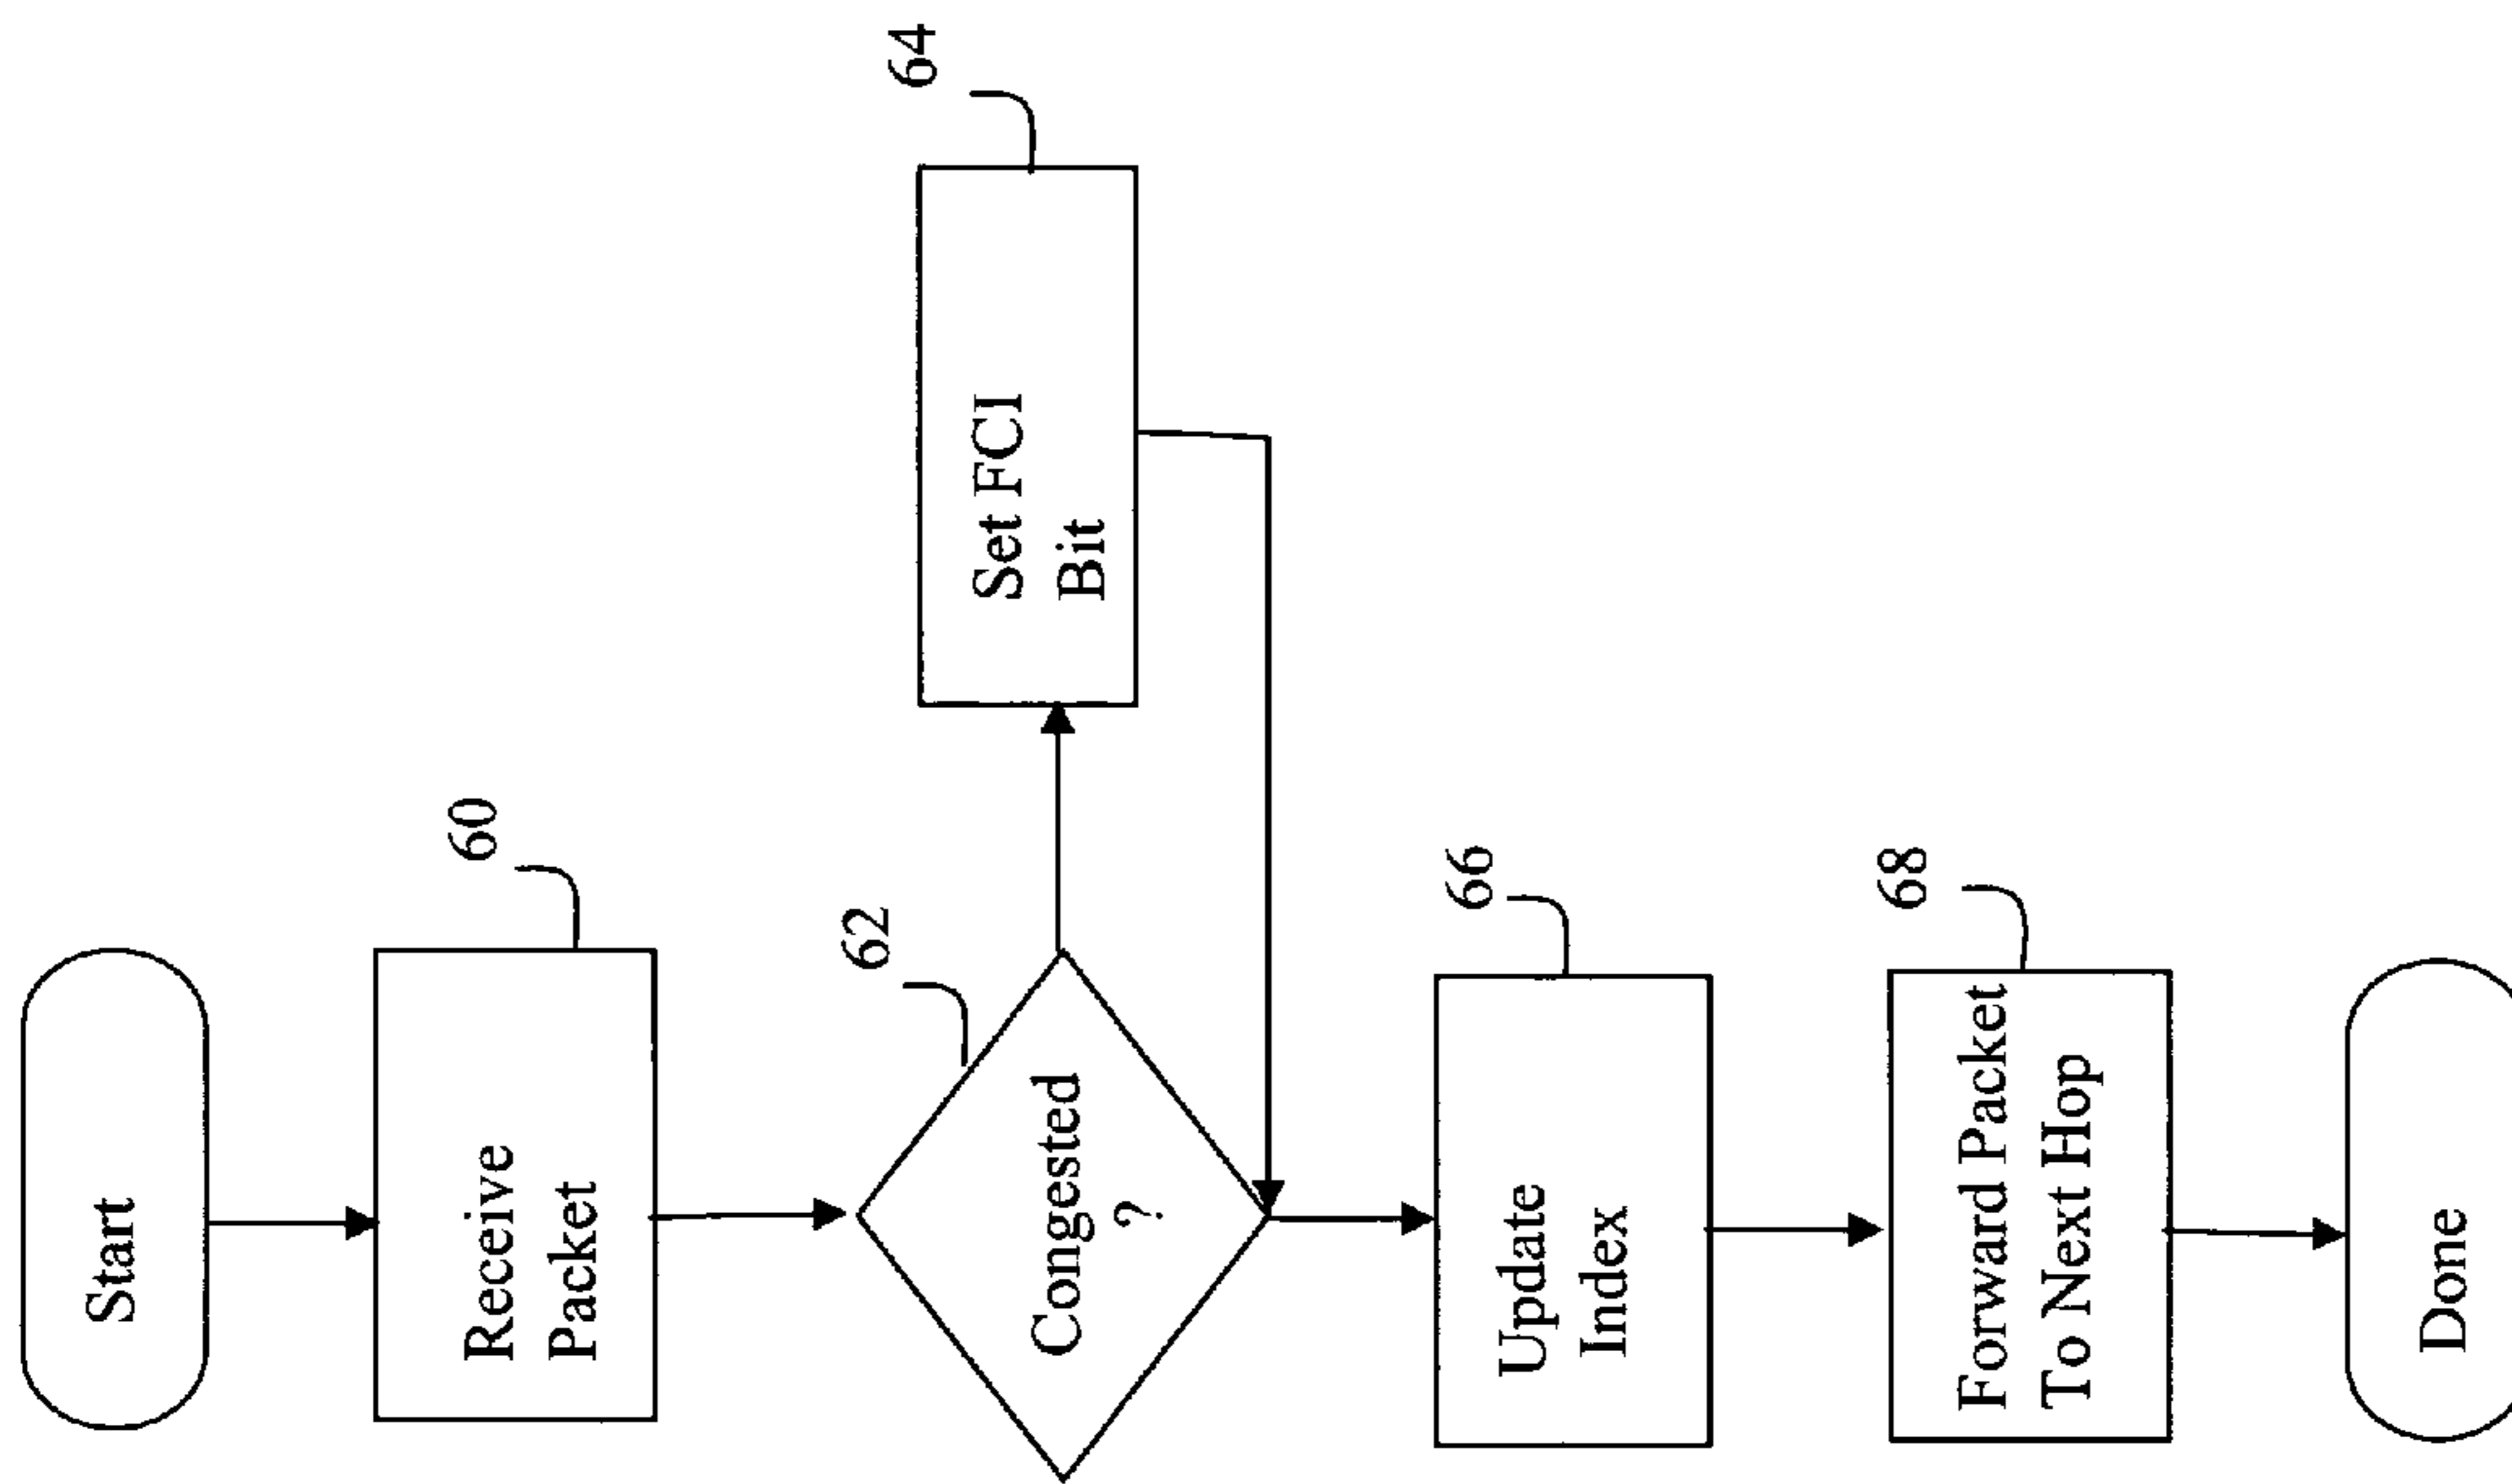 Start
60
Receive
Packet
62
Congested
?
64
Set FCI
Bit
66
Update
Index
68
Forward Packet
To Next Hop
Done